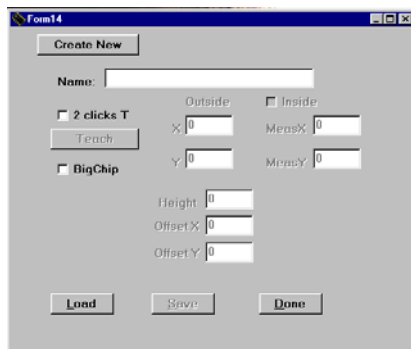 Form14
Create New
Name:
Outside Inside
2 clicks T
X 0 MeasX 0
Teach
Y 0 MeasY 0
BigChip
Height 0
Offset X 0
Offset Y 0
Load Save Done